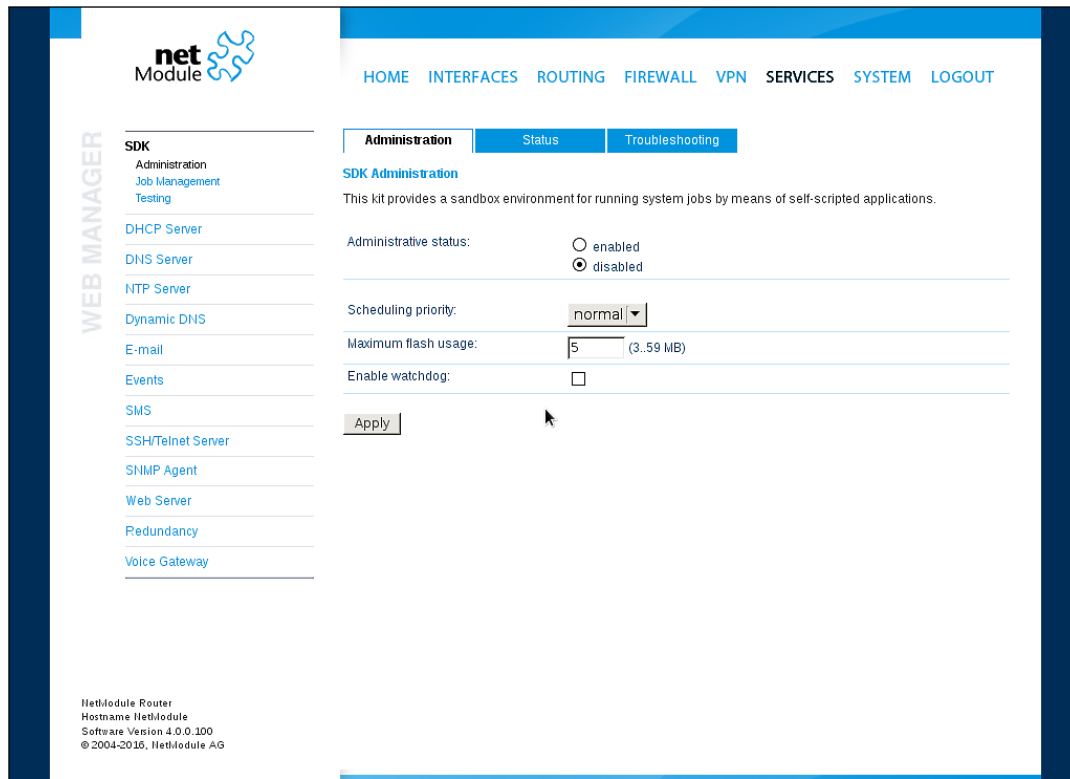 net
Module
HOME INTERFACES ROUTING FIREWALL VPN SERVICES SYSTEM LOGOUT
WEB MANAGER
SDK
Administration
Job Management
Testing
DHCP Server
DNS Server
NTP Server
Dynamic DNS
E-mail
Events
SMS
SSH/Telnet Server
SNMP Agent
Web Server
Redundancy
Voice Gateway
Administration Status Troubleshooting
SDK Administration
This kit provides a sandbox environment for running system jobs by means of self-scripted applications.
Administrative status:
enabled
disabled
Scheduling priority: normal
Maximum flash usage: 5 (3..59 MB)
Enable watchdog:
Apply
NetModule Router
Hostname NetModule
Software Version 4.0.0.100
© 2004-2016, NetModule AG